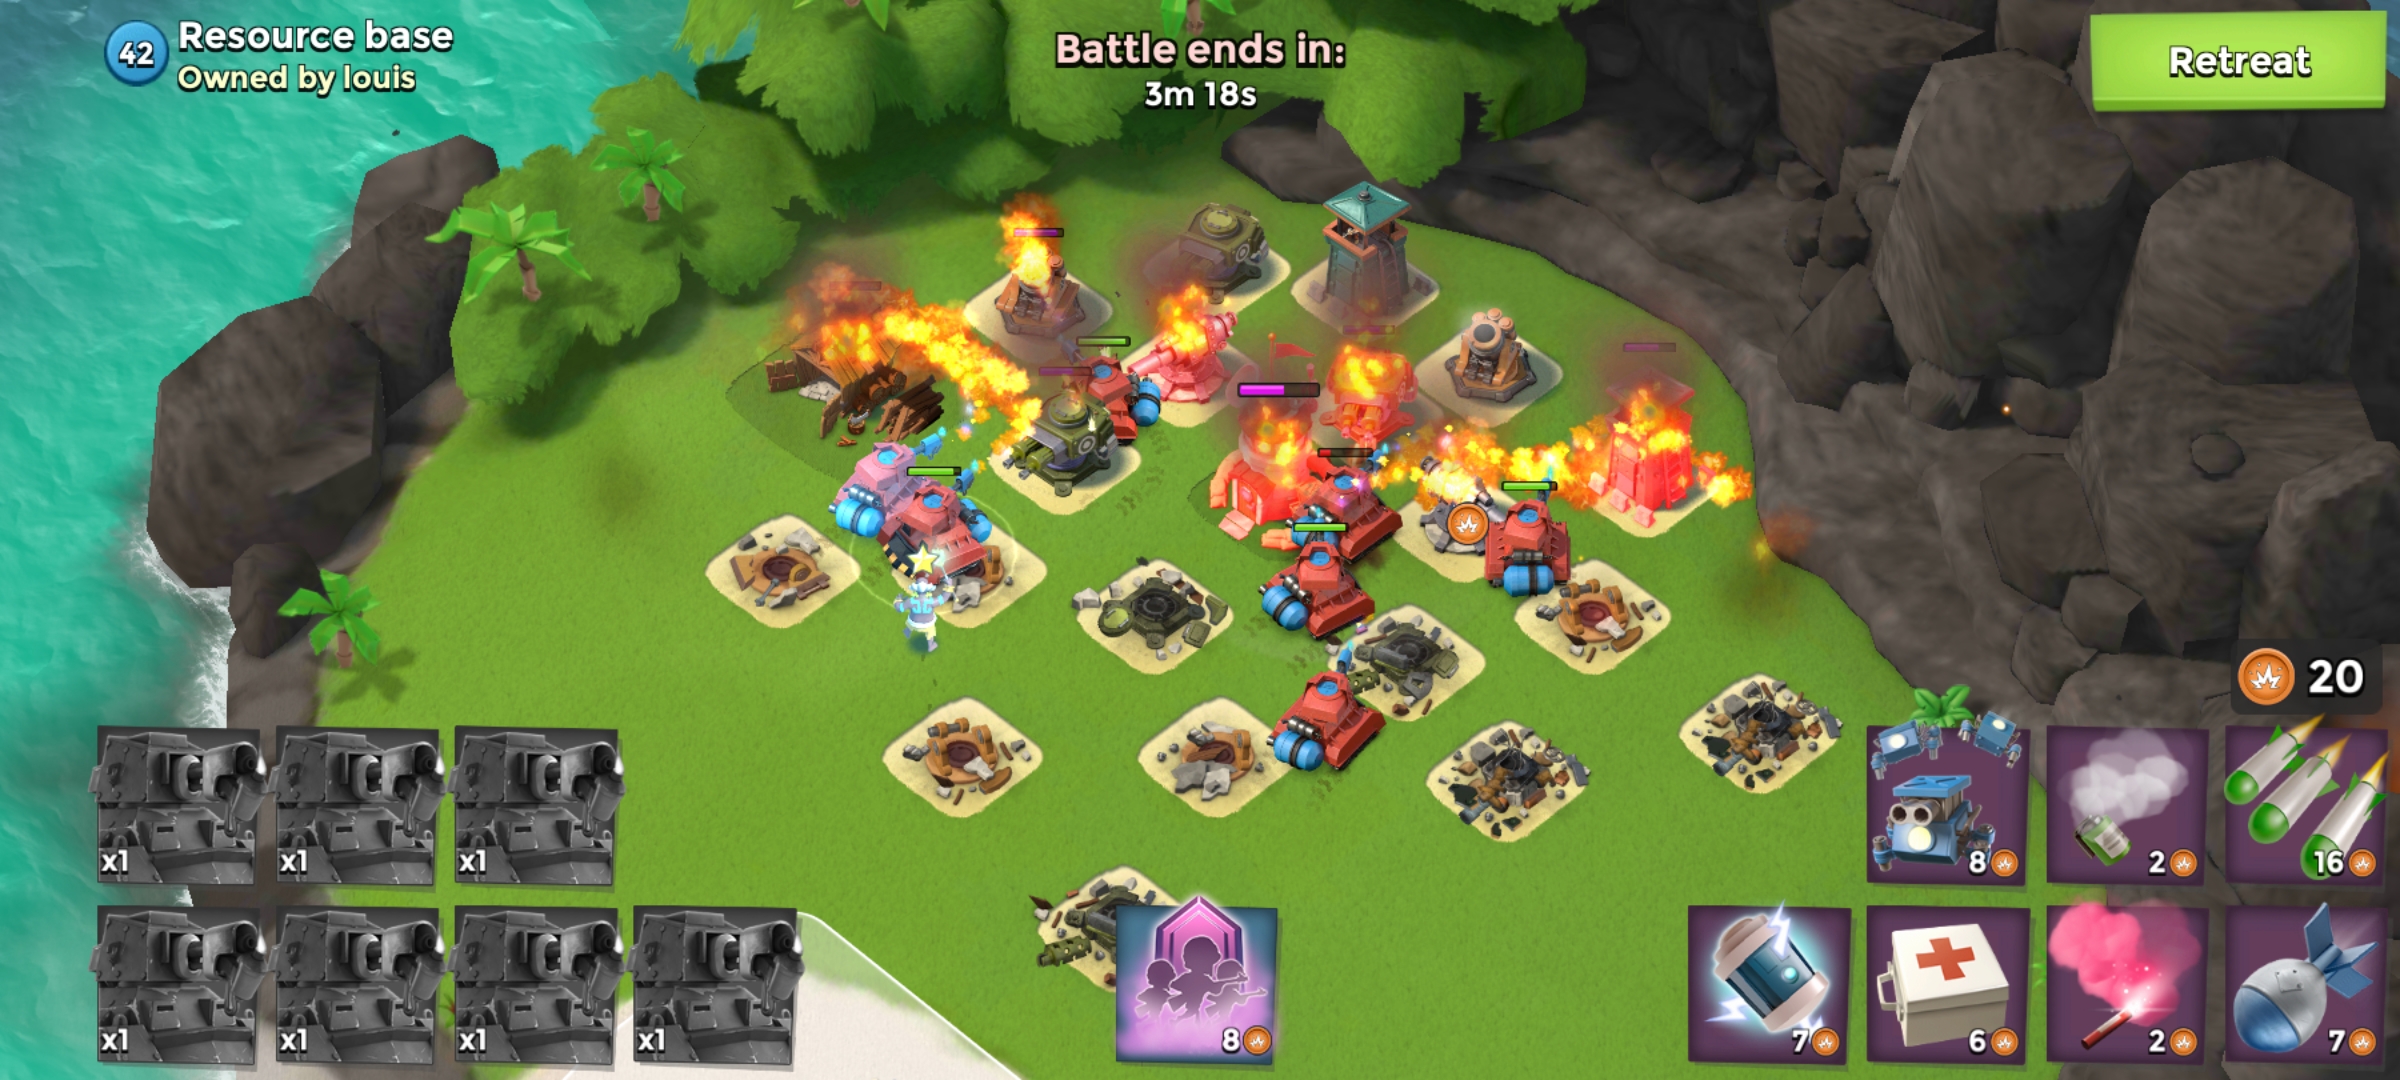 42
Resource base
Owned by louis
Battle ends in:
3m 18s
Retreat
20
x1 x1 x1
8 2 16
x1 x1 x1 x1
8
7 6 2 7